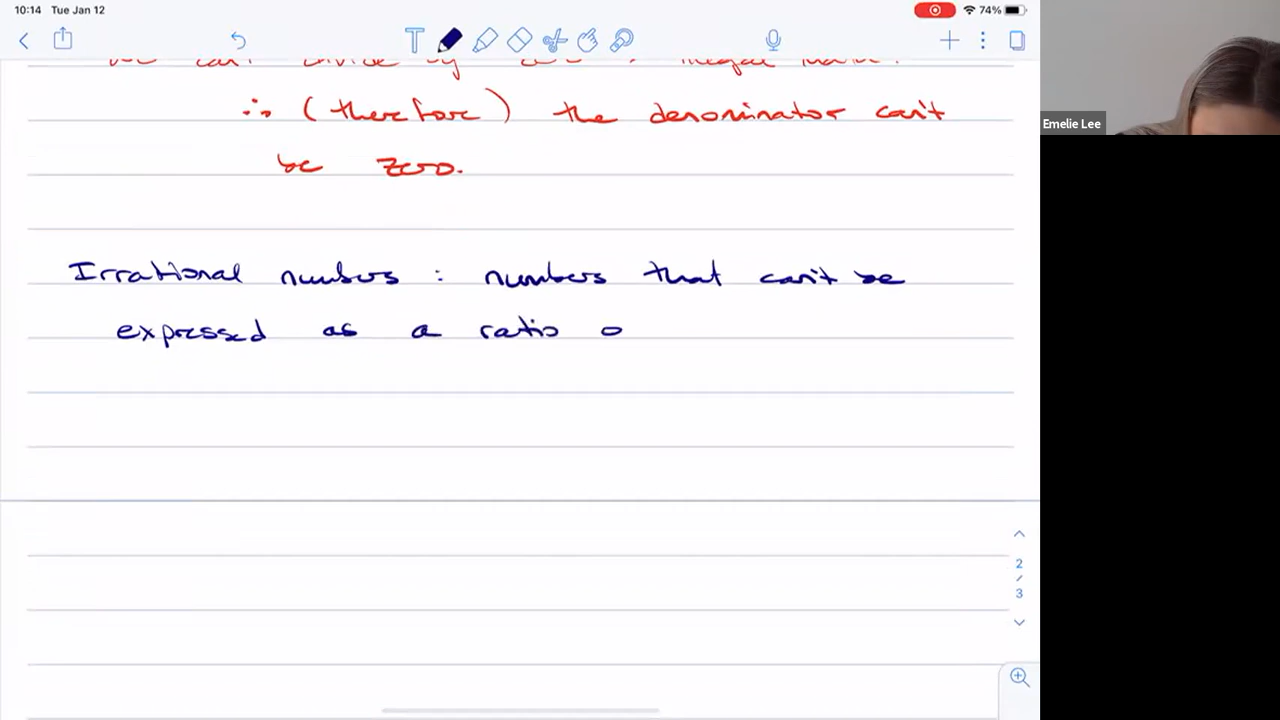 10:14 Tue Jan 12
74%
T
∴ (therefore) the denominator can't
be zero.
Emelie Lee
Irrational numbers : numbers that can't be
expressed as a ratio o
2
/
3